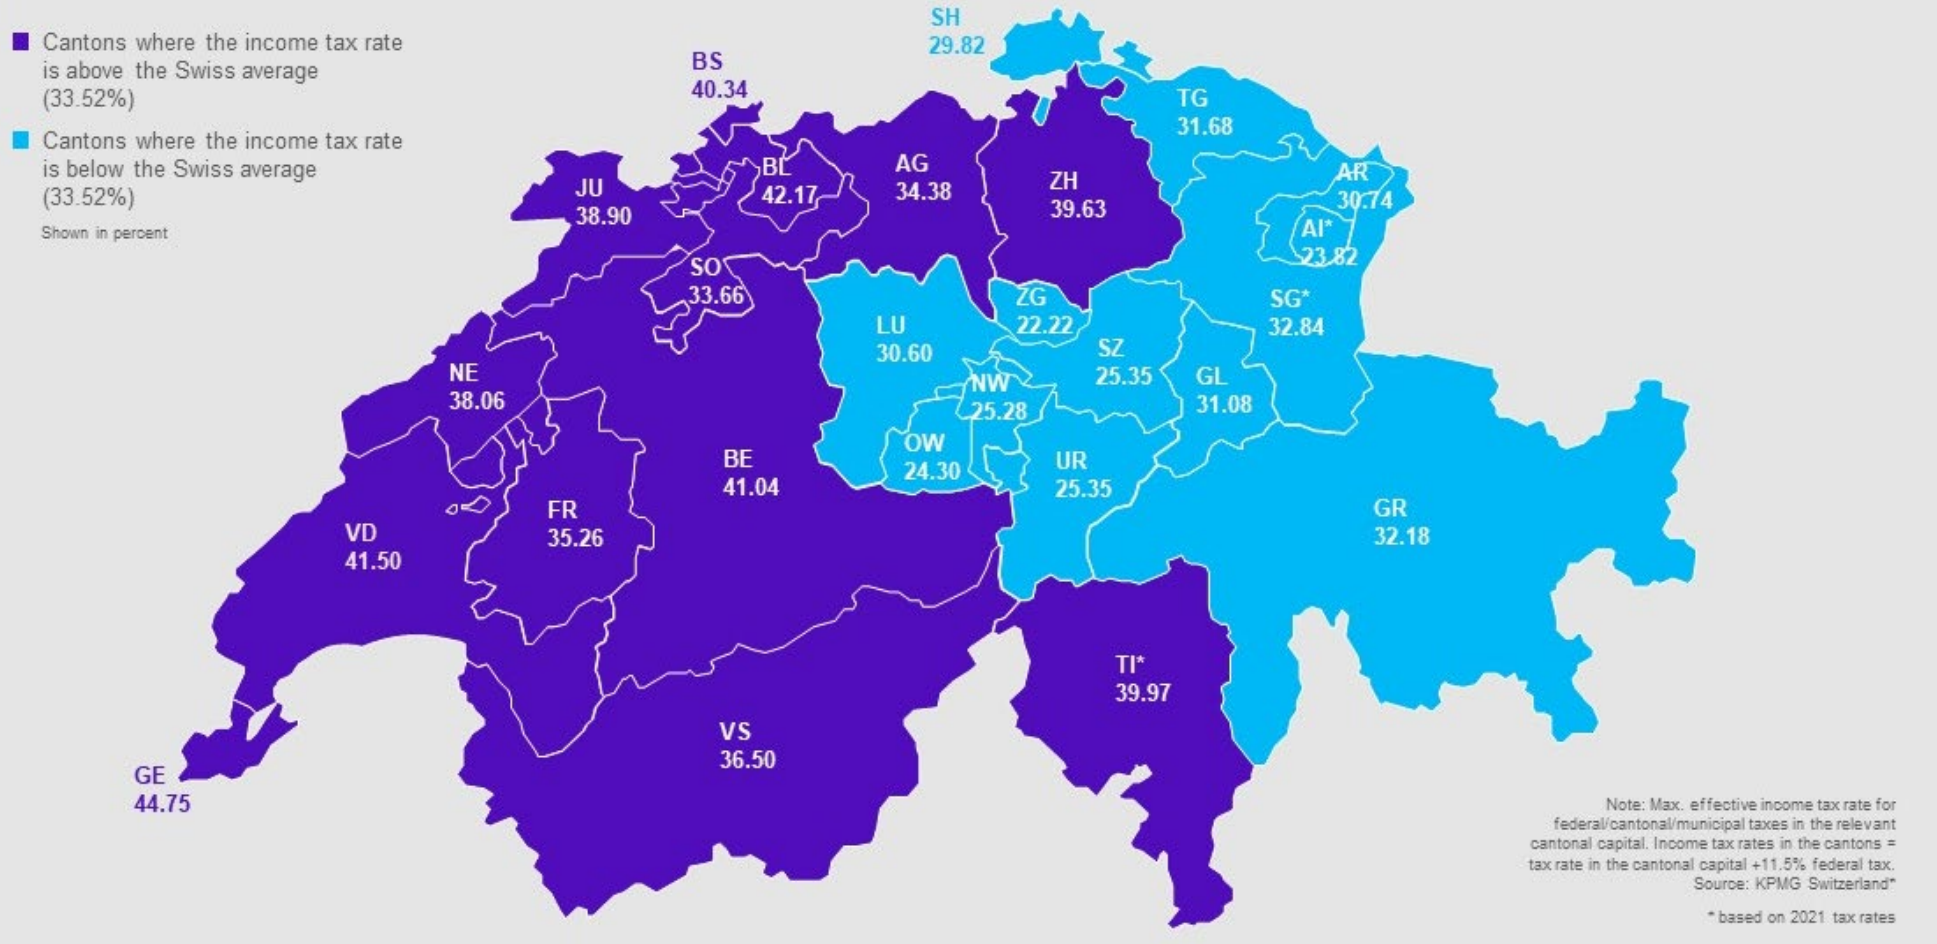 Cantons where the income tax rate
is above the Swiss average
(33.52%)
Cantons where the income tax rate
is below the Swiss average
(33.52%)
Shown in percent
SH
29.82
BS
40.34
TG
31.68
BL
42.17
AG
34.38
ZH
39.63
JU
38.90
AR
30.74
AI*
23.82
SO
33.66
ZG
22.22
SG*
32.84
LU
30.60
SZ
25.35
NE
38.06
NW
25.28
GL
31.08
OW
24.30
BE
41.04
UR
25.35
FR
35.26
VD
41.50
GR
32.18
TI*
39.97
VS
36.50
GE
44.75
Note: Max. effective income tax rate for
federal/cantonal/municipal taxes in the relevant
cantonal capital. Income tax rates in the cantons =
tax rate in the cantonal capital +11.5% federal tax.
Source: KPMG Switzerland*
* based on 2021 tax rates